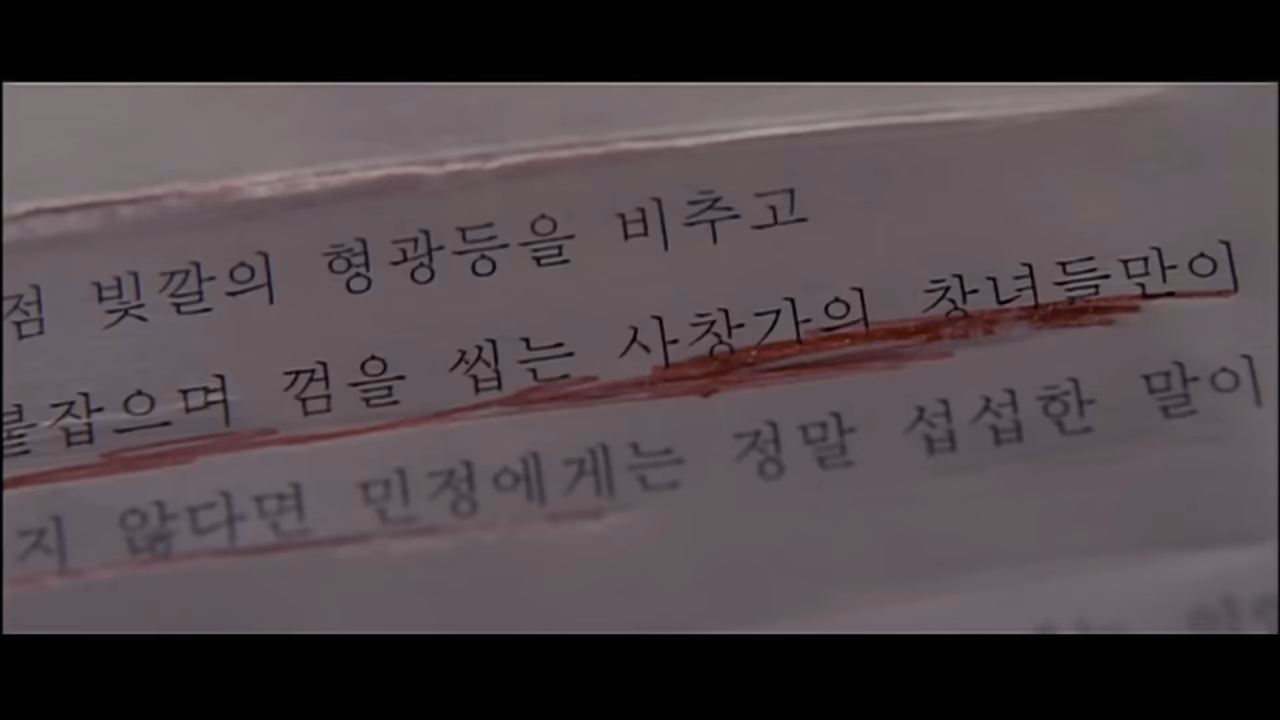 점 빛깔의 형광등을 비추고
붙잡으며 껌을 씹는 사창가의 창녀들만이
지 않다면 민정에게는 정말 섭섭한 말이